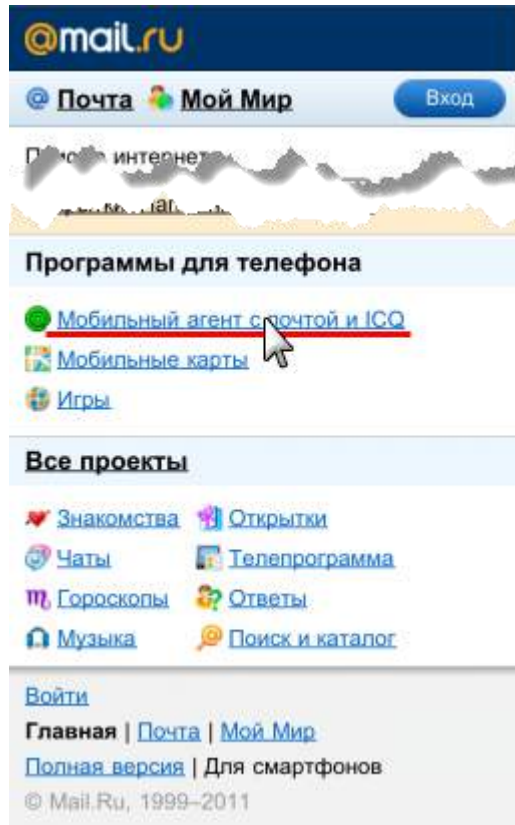 @mail.ru
Почта Мой Мир Вход
интернет
Программы для телефона
Мобильный агент с почтой и ICQ
Мобильные карты
Игры
Все проекты
Знакомства Открытки
Чаты Телепрограмма
Гороскопы Ответы
Музыка Поиск и каталог
Войти
Главная | Почта | Мой Мир
Полная версия | Для смартфонов
© Mail.Ru, 1999–2011